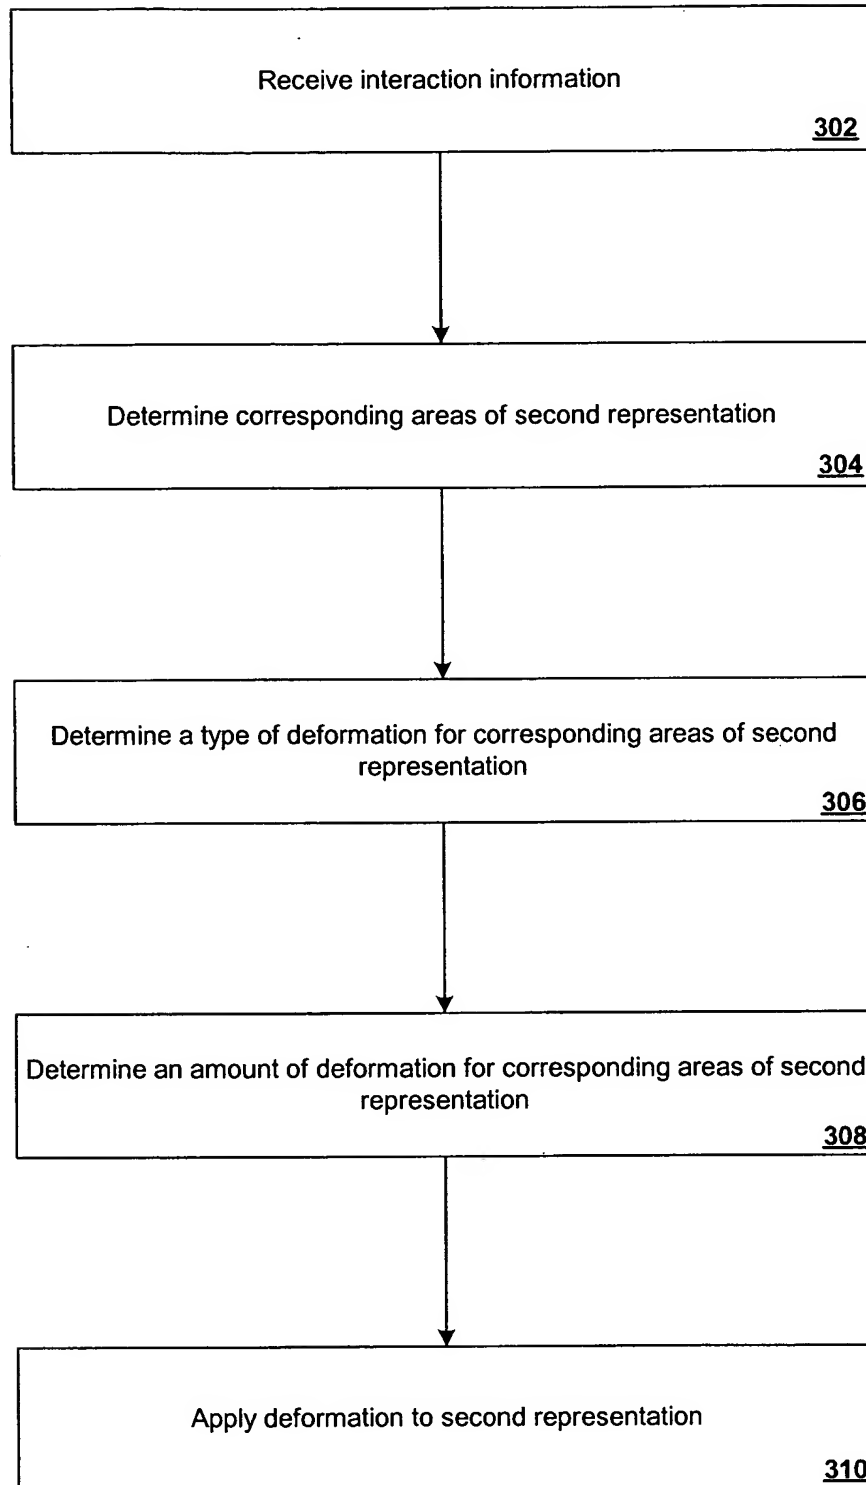 Receive interaction information
302
Determine corresponding areas of second representation
304
Determine a type of deformation for corresponding areas of second
representation
306
Determine an amount of deformation for corresponding areas of second
representation
308
Apply deformation to second representation
310